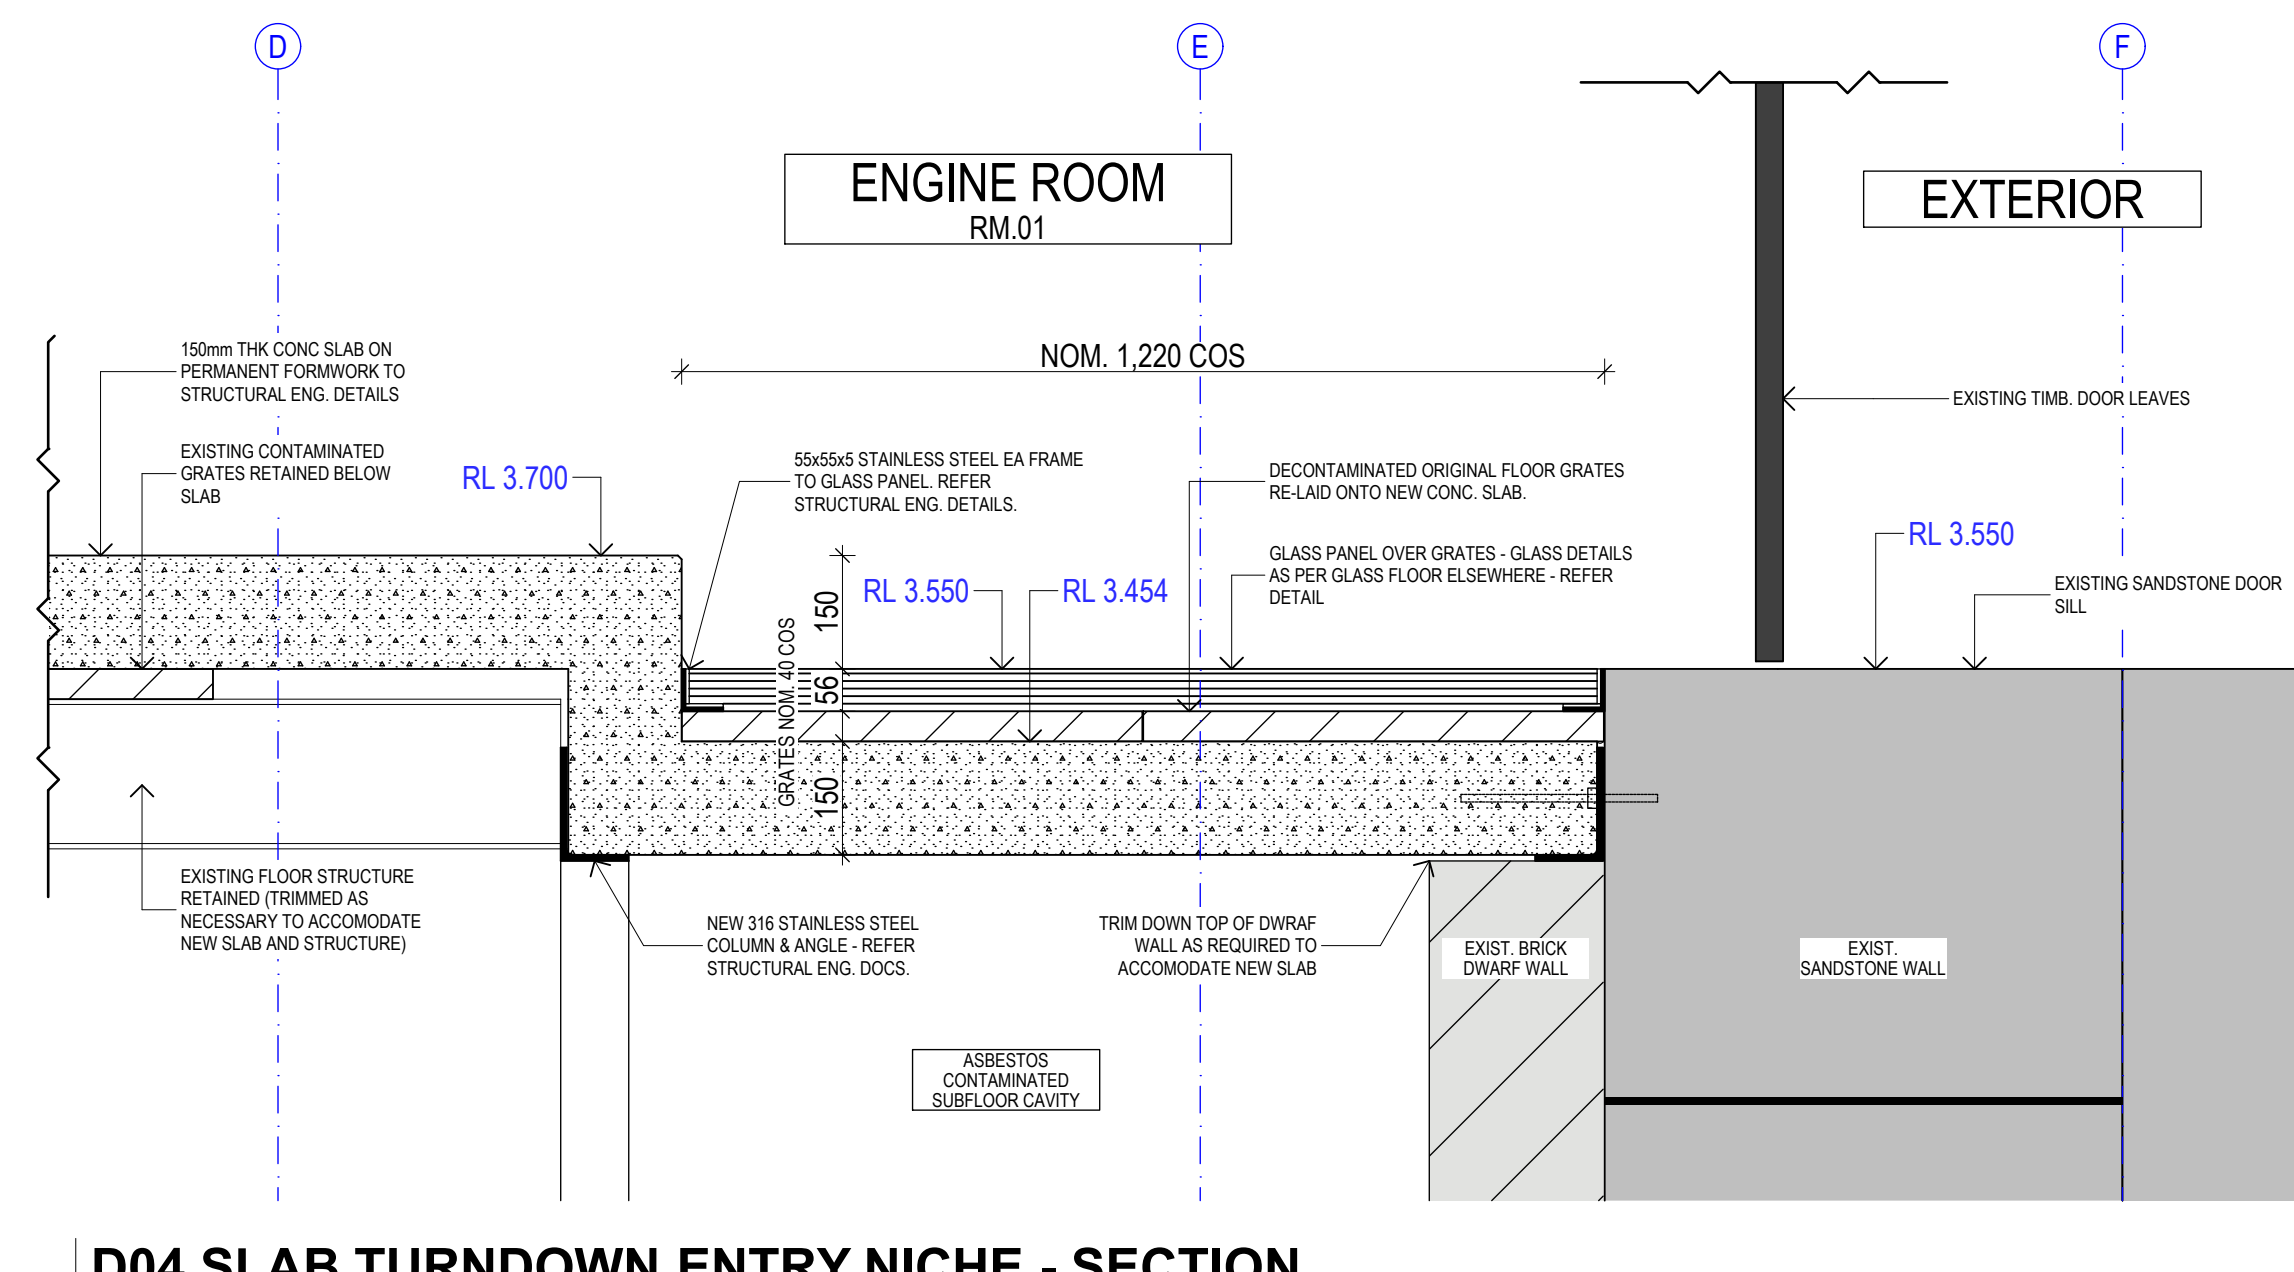 D
E
F
ENGINE ROOM
RM.01
EXTERIOR
150mm THK CONC SLAB ON
PERMANENT FORMWORK TO
STRUCTURAL ENG. DETAILS
NOM. 1,220 COS
EXISTING TIMB. DOOR LEAVES
EXISTING CONTAMINATED
GRATES RETAINED BELOW
SLAB
RL 3.700
55x55x5 STAINLESS STEEL EA FRAME
TO GLASS PANEL. REFER
STRUCTURAL ENG. DETAILS.
DECONTAMINATED ORIGINAL FLOOR GRATES
RE-LAID ONTO NEW CONC. SLAB.
GLASS PANEL OVER GRATES - GLASS DETAILS
AS PER GLASS FLOOR ELSEWHERE - REFER
DETAIL
RL 3.550
EXISTING SANDSTONE DOOR
SILL
RL 3.550
RL 3.454
150
56
150
GRATES NOM. 40 COS
EXISTING FLOOR STRUCTURE
RETAINED (TRIMMED AS
NECESSARY TO ACCOMODATE
NEW SLAB AND STRUCTURE)
NEW 316 STAINLESS STEEL
COLUMN & ANGLE - REFER
STRUCTURAL ENG. DOCS.
TRIM DOWN TOP OF DWRAF
WALL AS REQUIRED TO
ACCOMODATE NEW SLAB
EXIST. BRICK
DWARF WALL
EXIST.
SANDSTONE WALL
ASBESTOS
CONTAMINATED
SUBFLOOR CAVITY
D04 SLAB TURNDOWN ENTRY NICHE - SECTION